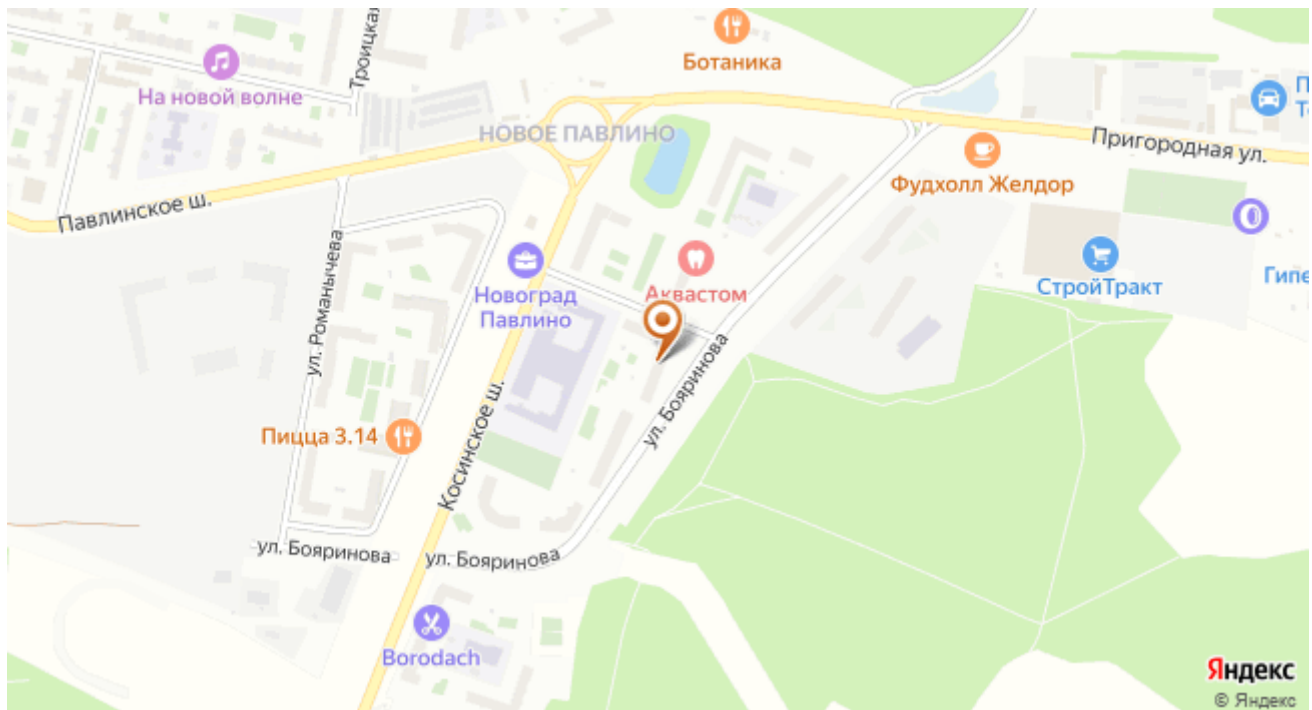 Троицкая
Ботаника
На новой волне
НОВОЕ ПАВЛИНО
Пригородная ул.
Фудхолл Желдор
Павлинское ш.
ул. Романычева
Новоград
Павлино
Аквастом
СтройТракт
Гипе
ул. Бояринова
Пицца 3.14
Косинское ш.
ул. Бояринова
ул. Бояринова
Borodach
Яндекс
© Яндекс